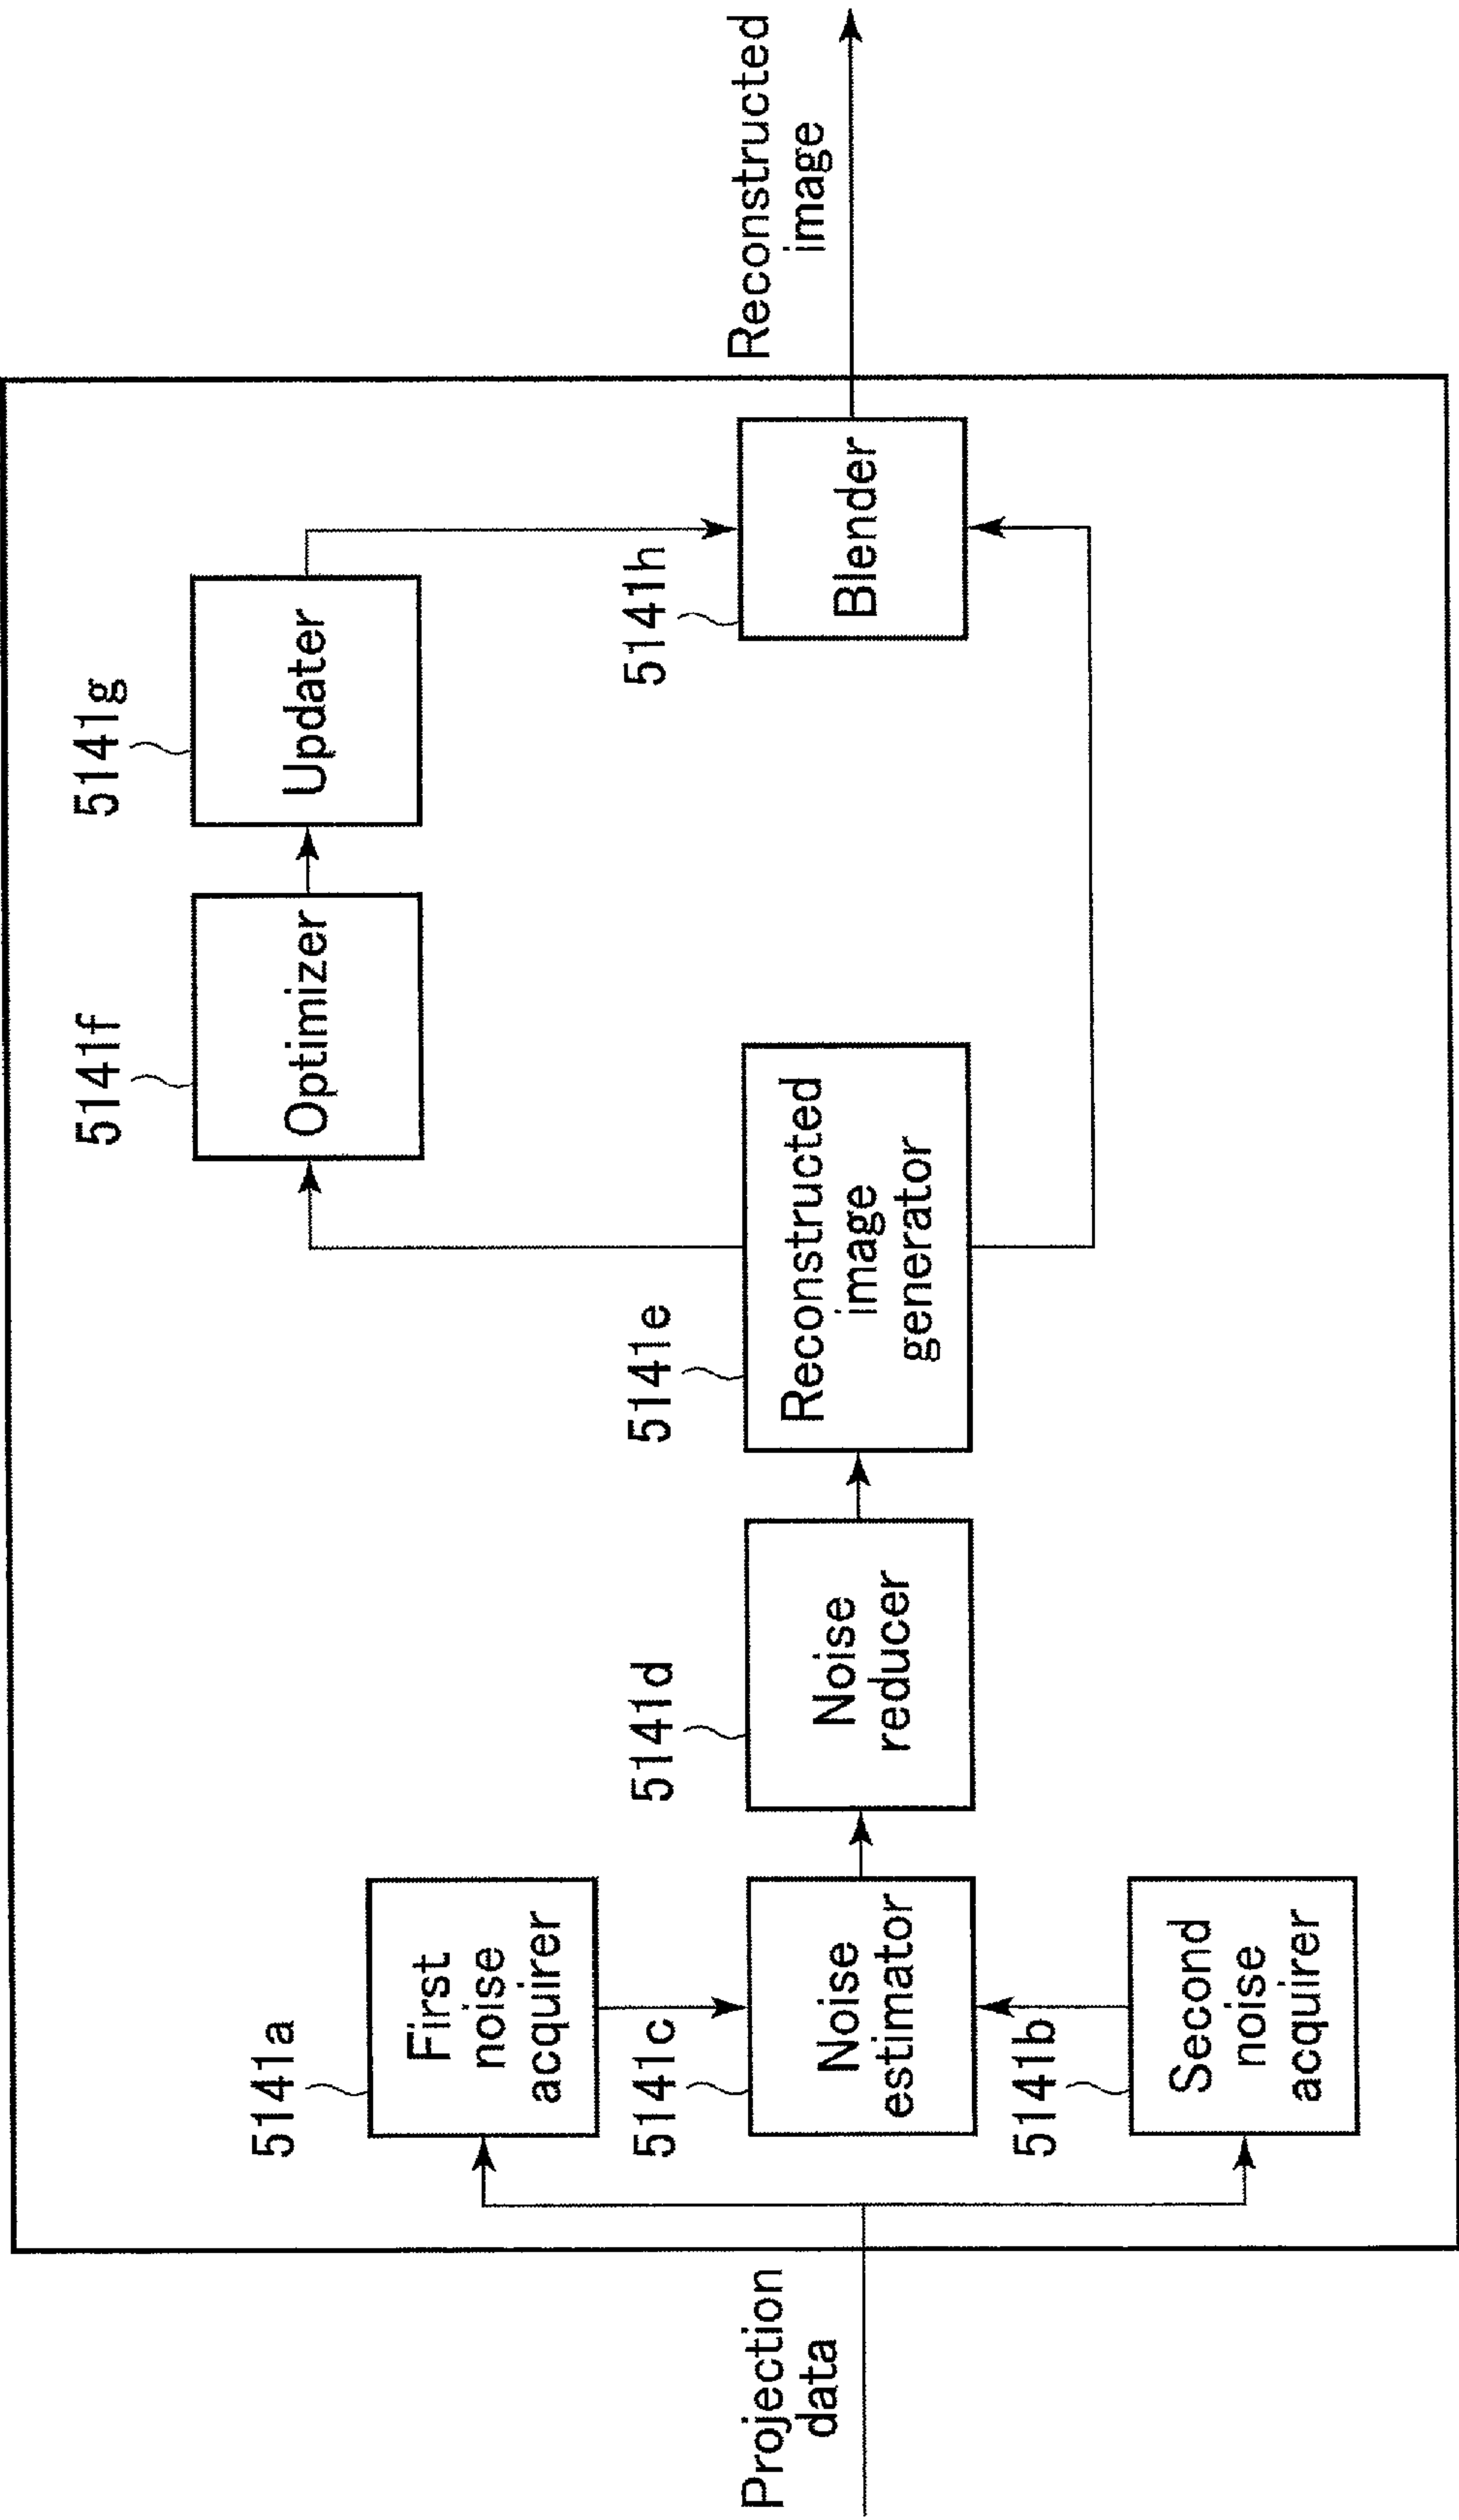 Projection
data
5141a
First
noise
acquirer
5141c
Noise
estimator
5141b
Second
noise
acquirer
5141d
Noise
reducer
5141e
Reconstructed
image
generator
5141f
Optimizer
5141g
Updater
5141h
Blender
Reconstructed
image